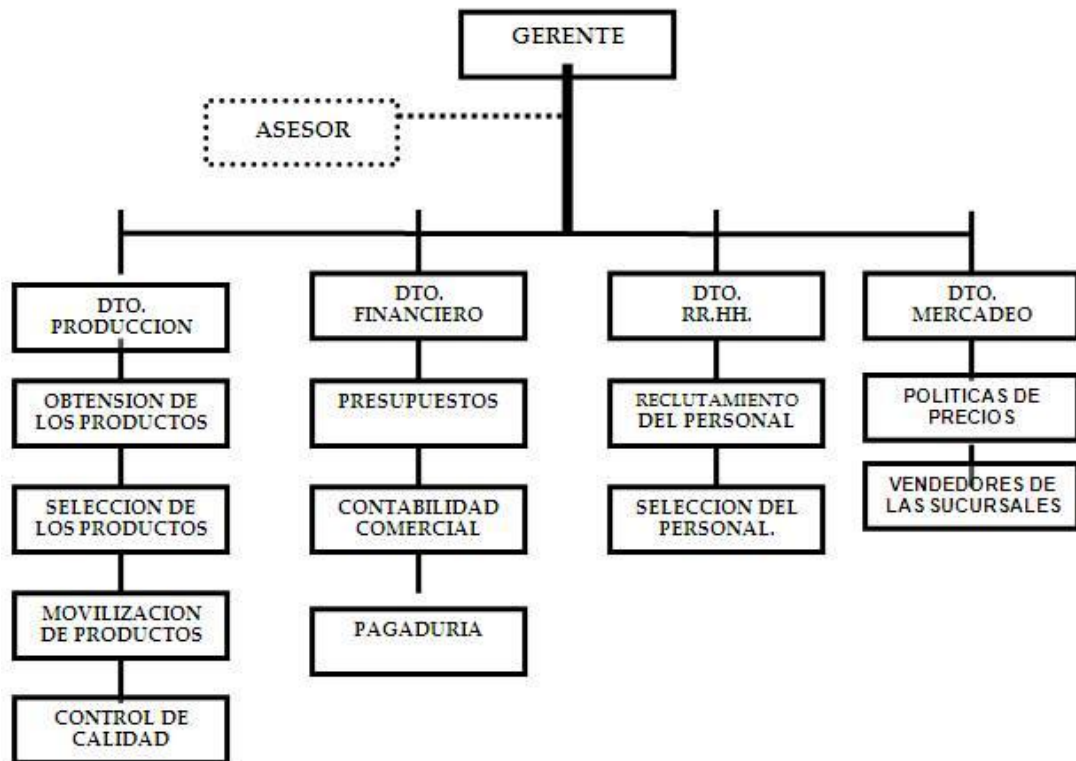 GERENTE
ASESOR
DTO.
PRODUCCION
OBTENSION DE
LOS PRODUCTOS
SELECCION DE
LOS PRODUCTOS
MOVILIZACION
DE PRODUCTOS
CONTROL DE
CALIDAD
DTO.
FINANCIERO
PRESUPUESTOS
CONTABILIDAD
COMERCIAL
PAGADURIA
DTO.
RR.HH.
RECLUTAMIENTO
DEL PERSONAL
SELECCION DEL
PERSONAL.
DTO.
MERCADEO
POLITICAS DE
PRECIOS
VENDEDORES DE
LAS SUCURSALES